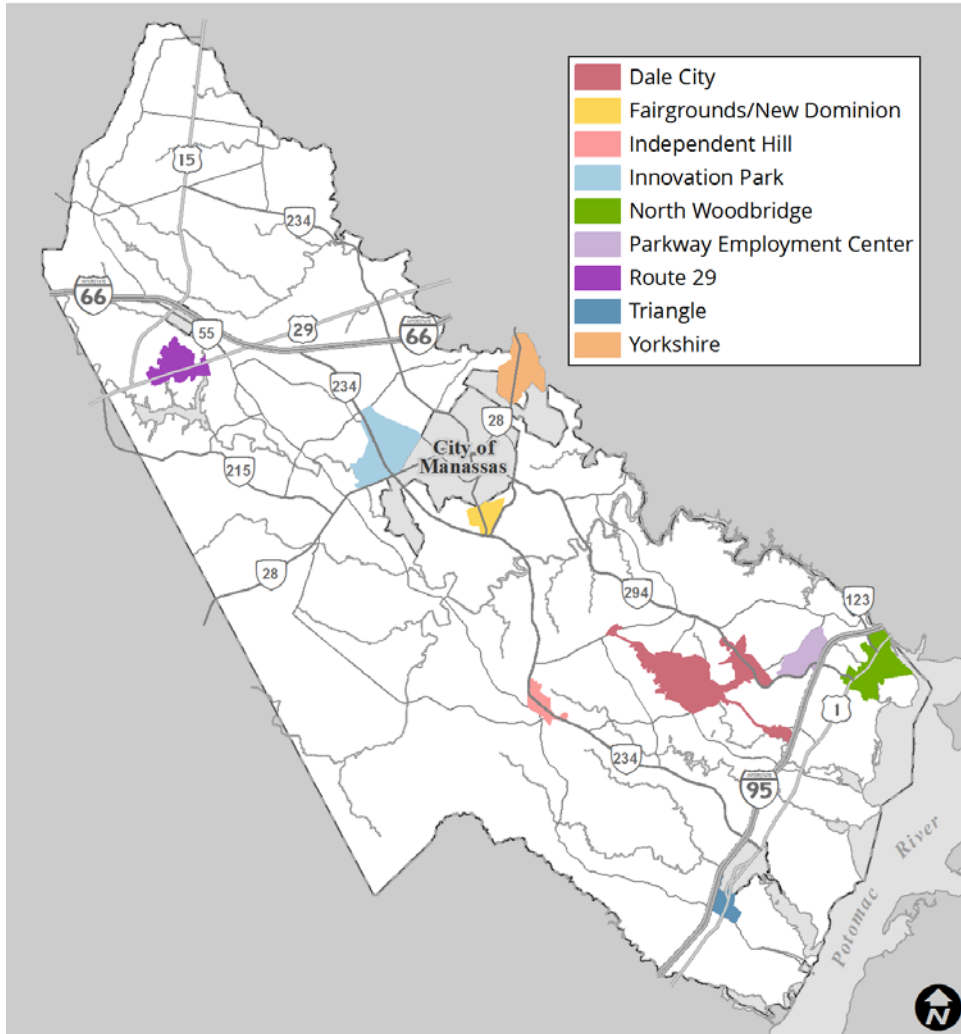 Dale City
Fairgrounds/New Dominion
Independent Hill
Innovation Park
North Woodbridge
Parkway Employment Center
Route 29
Triangle
Yorkshire
15
234
66
55
29
66
234
28
City of
Manassas
215
28
294
123
1
234
95
River
Potomac
N